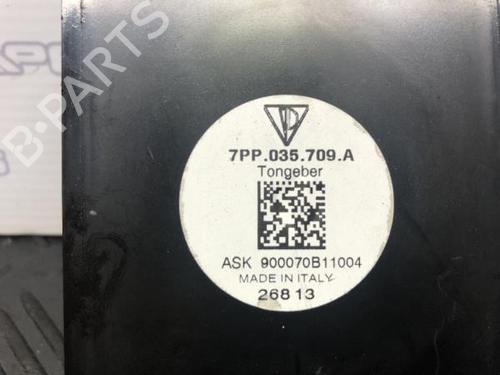 B-PARTS
7PP.035.709.A
Tongeber
ASK 900070B11004
MADE IN ITALY
268 13